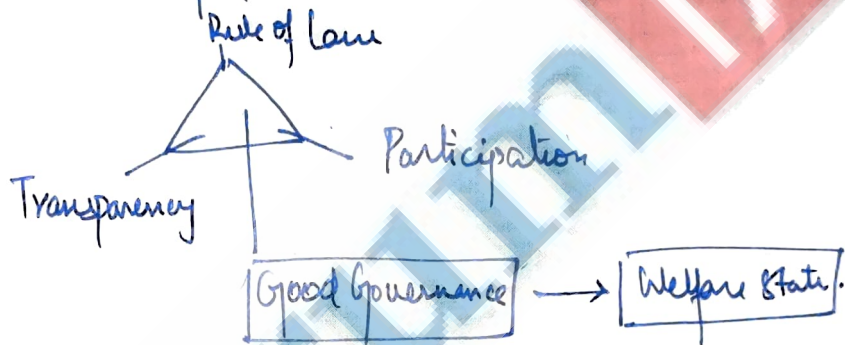 Rule of Law
Participation
Transparency
Good Governance
Welfare State.